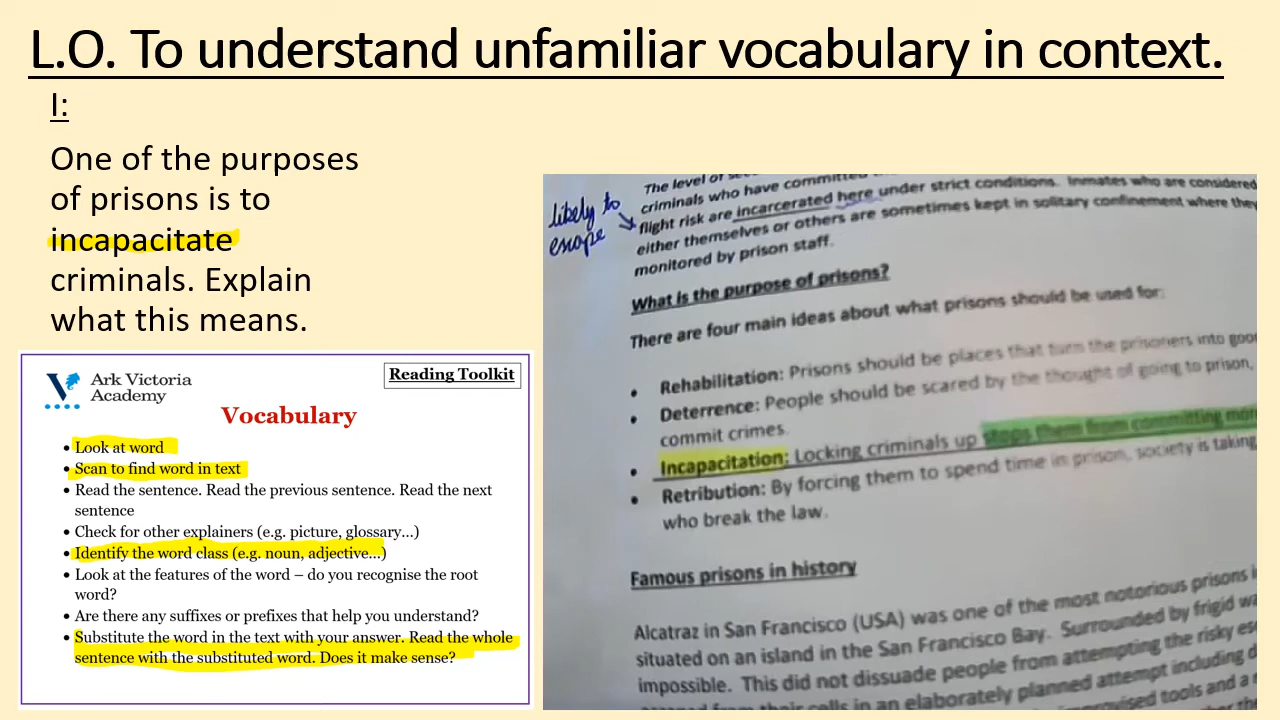 L.O. To understand unfamiliar vocabulary in context.
I:
One of the purposes
of prisons is to
incapacitate
criminals. Explain
what this means.
Ark Victoria
Academy
Reading Toolkit
Vocabulary
• Look at word
• Scan to find word in text
• Read the sentence. Read the previous sentence. Read the next
sentence
• Check for other explainers (e.g. picture, glossary...)
• Identify the word class (e.g. noun, adjective...)
• Look at the features of the word – do you recognise the root
word?
• Are there any suffixes or prefixes that help you understand?
• Substitute the word in the text with your answer. Read the whole
sentence with the substituted word. Does it make sense?
likely to
escape
The level of
criminals who have committed
flight risk are incarcerated here under strict conditions. Inmates who are considered
either themselves or others are sometimes kept in solitary confinement where they
monitored by prison staff.
What is the purpose of prisons?
There are four main ideas about what prisons should be used for:
• Rehabilitation: Prisons should be places that turn the prisoners into
• Deterrence: People should be scared by the thought of going to prison,
commit crimes.
• Incapacitation: Locking criminals up stops them from committing
• Retribution: By forcing them to spend time in prison, society is taking
who break the law.
Famous prisons in history
Alcatraz in San Francisco (USA) was one of the most notorious prisons
situated on an island in the San Francisco Bay. Surrounded by frigid
impossible. This did not dissuade people from attempting the risky
from their cells in an elaborately planned attempt including
improvised tools and a